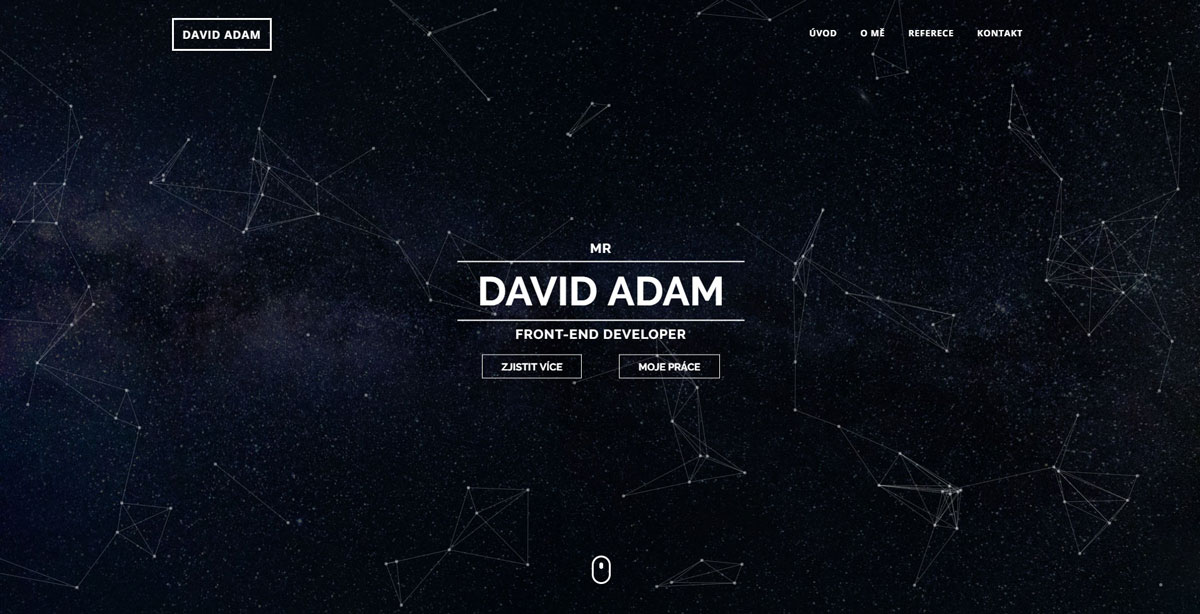 DAVID ADAM
ÚVOD O MĚ REFERECE KONTAKT
MR
DAVID ADAM
FRONT-END DEVELOPER
ZJISTIT VÍCE MOJE PRÁCE